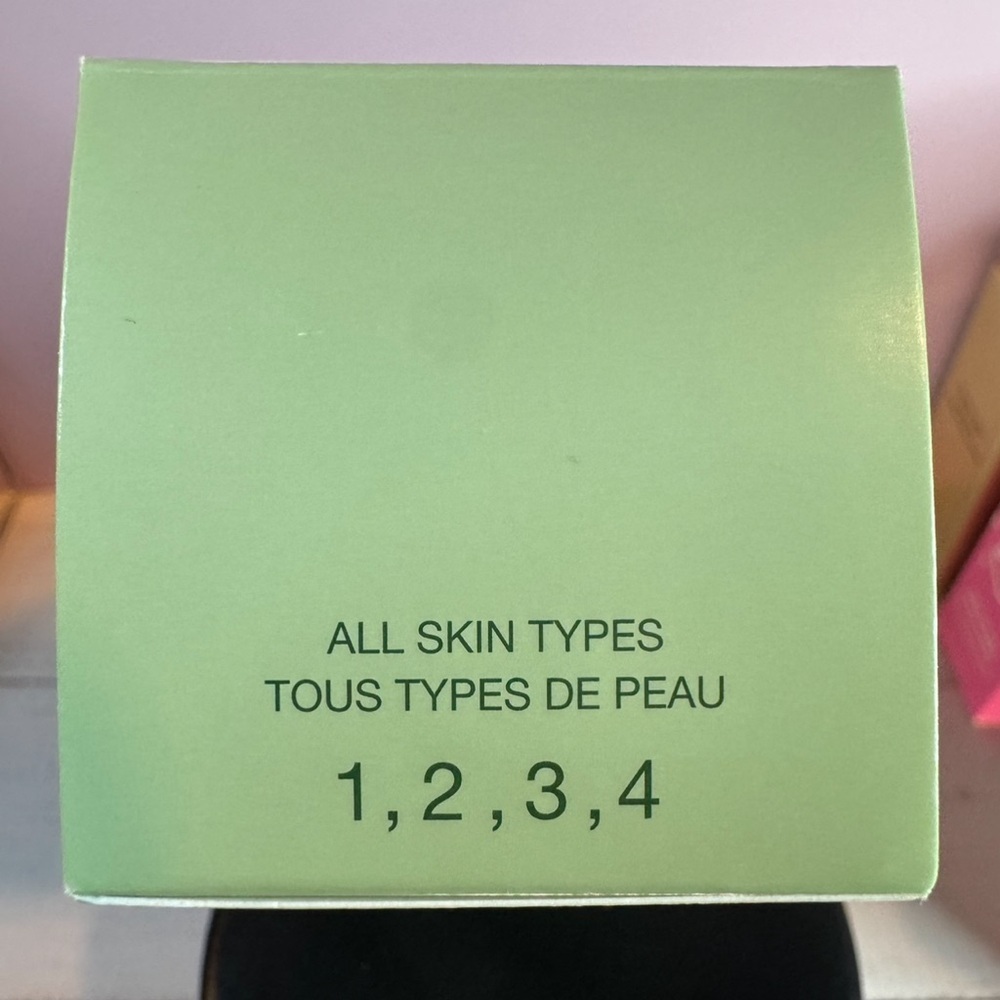 ALL SKIN TYPES
TOUS TYPES DE PEAU
1, 2 , 3 , 4